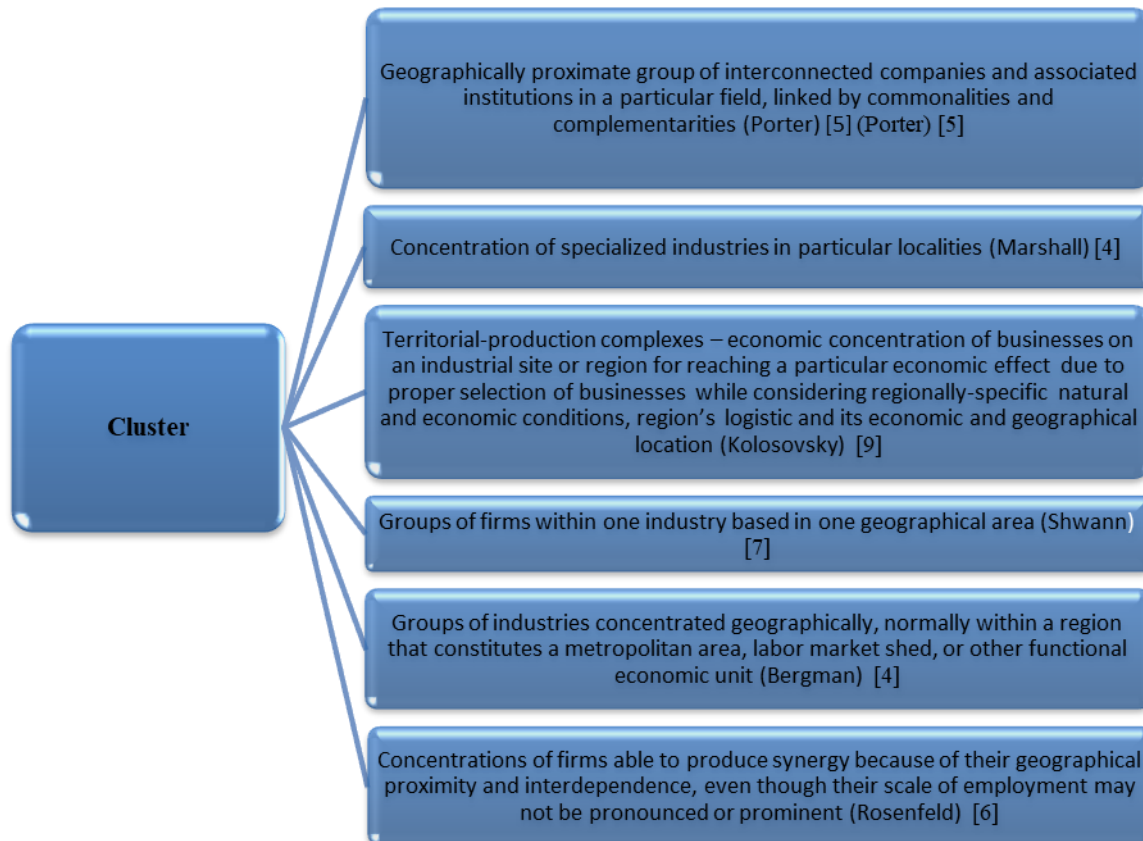 Geographically proximate group of interconnected companies and associated
institutions in a particular field, linked by commonalities and
complementarities (Porter) [5] (Porter) [5]
Concentration of specialized industries in particular localities (Marshall) [4]
Territorial-production complexes – economic concentration of businesses on
an industrial site or region for reaching a particular economic effect due to
proper selection of businesses while considering regionally-specific natural
and economic conditions, region’s logistic and its economic and geographical
location (Kolosovsky) [9]
Cluster
Groups of firms within one industry based in one geographical area (Shwann)
[7]
Groups of industries concentrated geographically, normally within a region
that constitutes a metropolitan area, labor market shed, or other functional
economic unit (Bergman) [4]
Concentrations of firms able to produce synergy because of their geographical
proximity and interdependence, even though their scale of employment may
not be pronounced or prominent (Rosenfeld) [6]